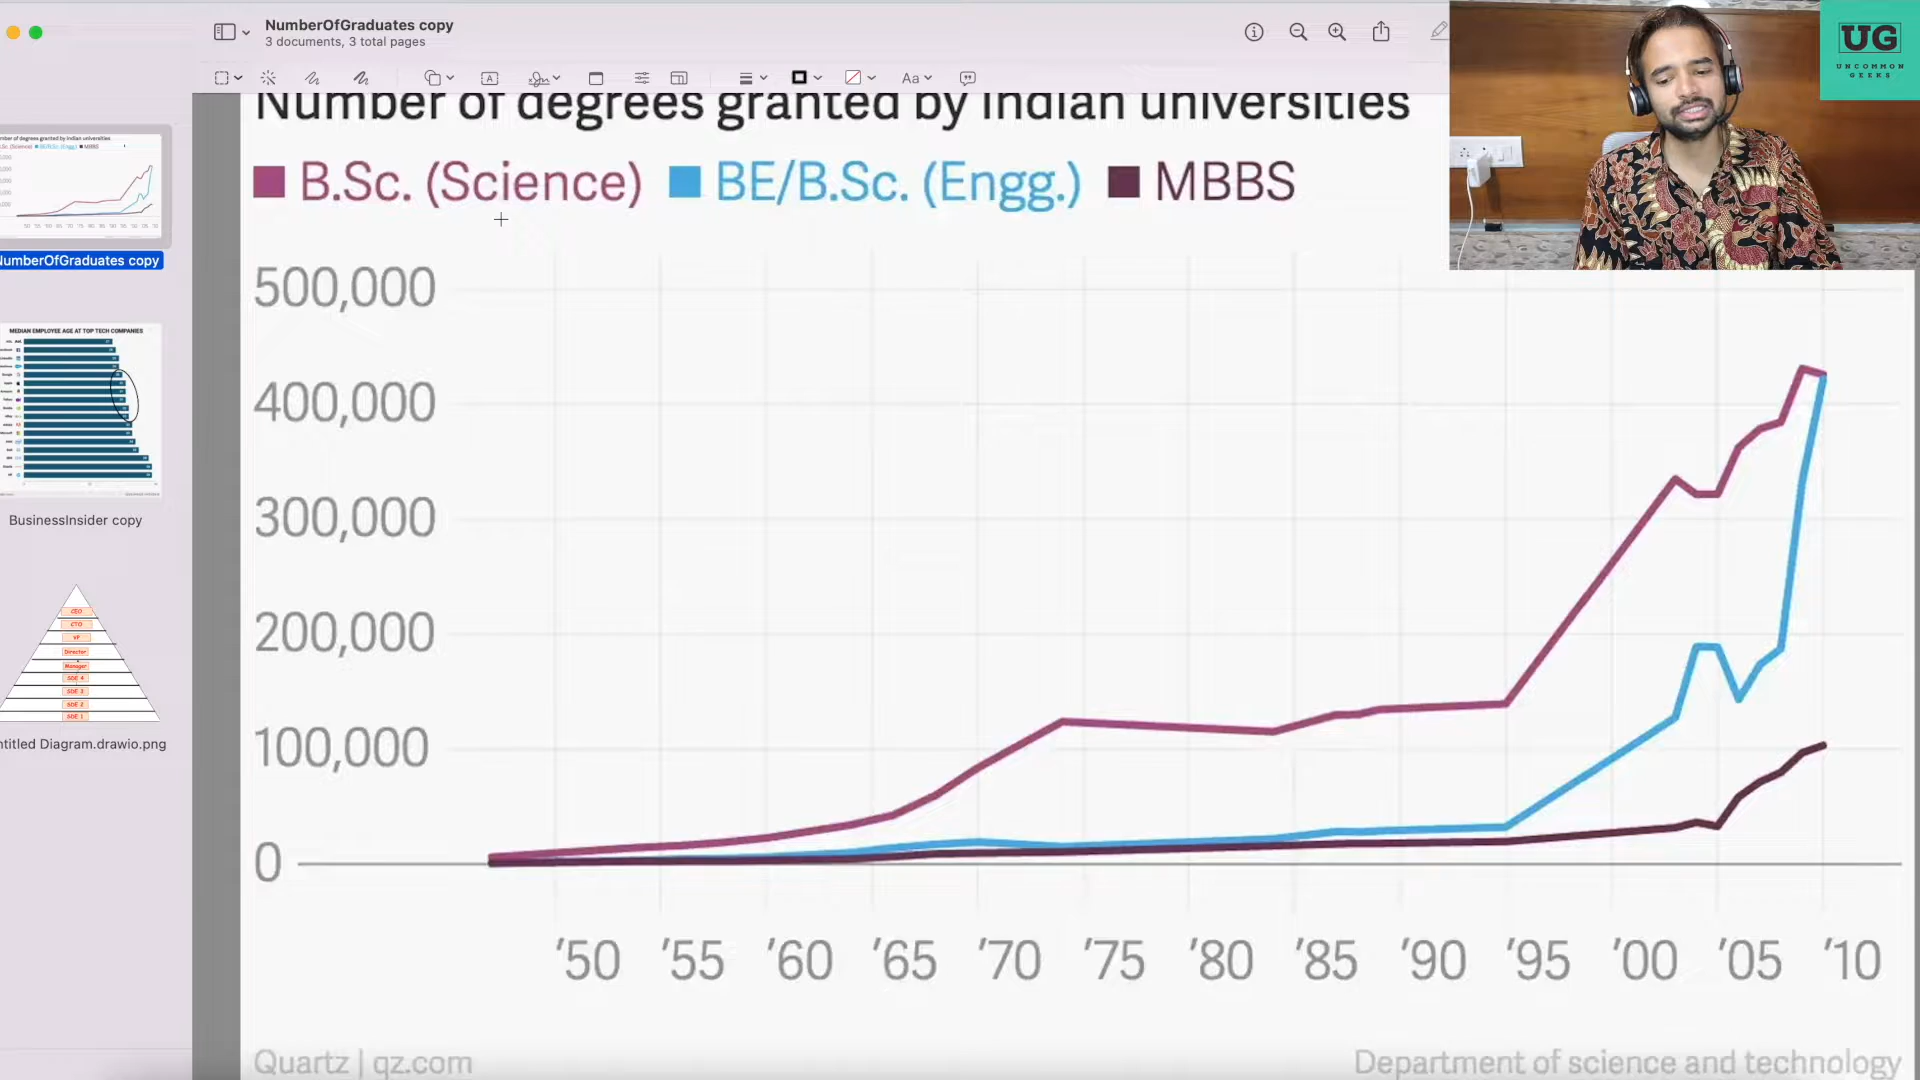 NumberOfGraduates copy
3 documents, 3 total pages
Aa
UG
UNCOMMON
GEEKS
Number of degrees granted by Indian universities
B.Sc. (Science) BE/B.Sc. (Engg.) MBBS
500,000
400,000
300,000
200,000
100,000
0
'50 '55 '60 '65 '70 '75 '80 '85 '90 '95 '00 '05 '10
Quartz | qz.com
Department of science and technology
NumberOfGraduates copy
MEDIAN EMPLOYEE AGE AT TOP TECH COMPANIES
BusinessInsider copy
CEO
CTO
VP
Director
Manager
SDE 4
SDE 3
SDE 2
SDE 1
ntitled Diagram.drawio.png